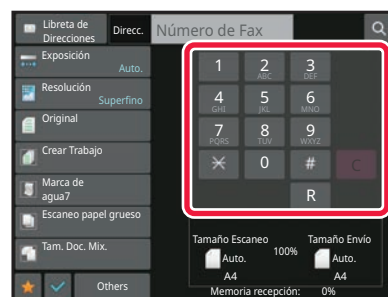 Libreta de
Direcciones
Direcc.
Número de Fax
Exposición
Auto.
Resolución
Superfino
Original
Crear Trabajo
Marca de
agua7
Escaneo papel grueso
Tam. Doc. Mix.
Others
1 2 3
ABC DEF
4 5 6
GHI JKL MNO
7 8 9
PQRS TUV WXYZ
0 # C
R
Tamaño Escaneo Tamaño Envío
Auto. 100% Auto.
A4 A4
Memoria recepción: 0%